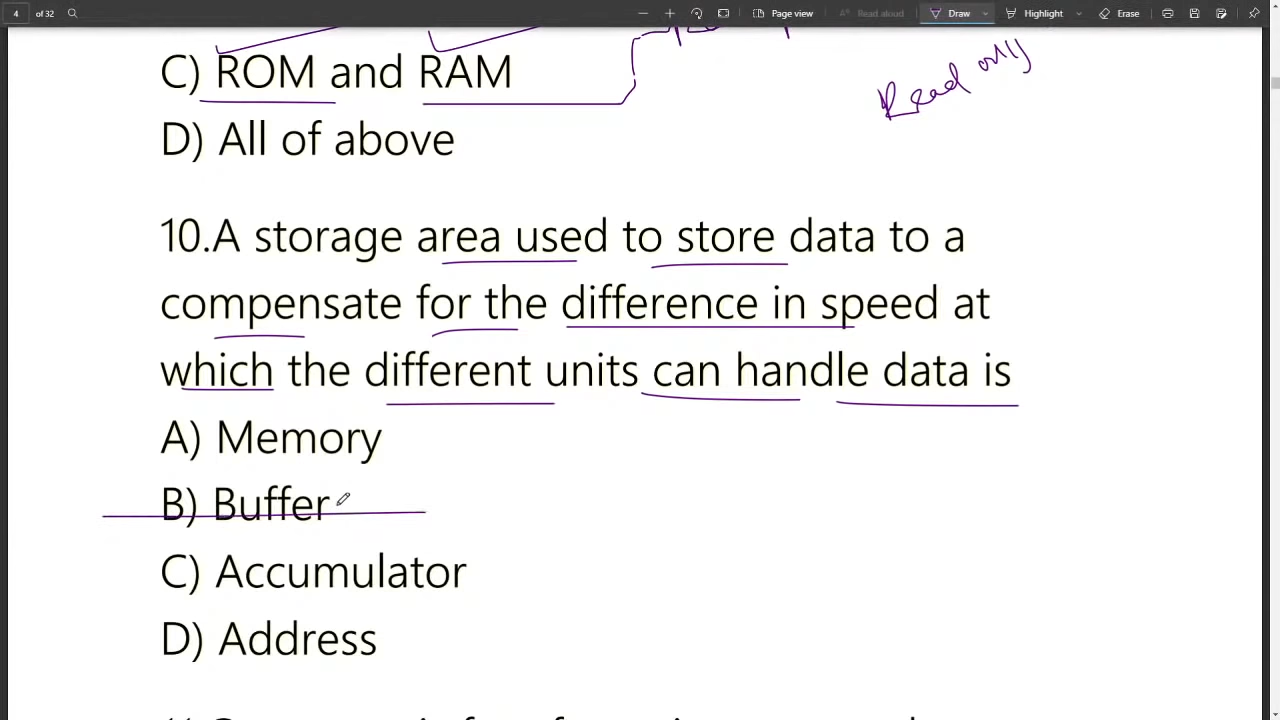 4 of 32 Page view Read aloud Draw Highlight Erase
C) ROM and RAM
Read only
D) All of above
10.A storage area used to store data to a
compensate for the difference in speed at
which the different units can handle data is
A) Memory
B) Buffer
C) Accumulator
D) Address